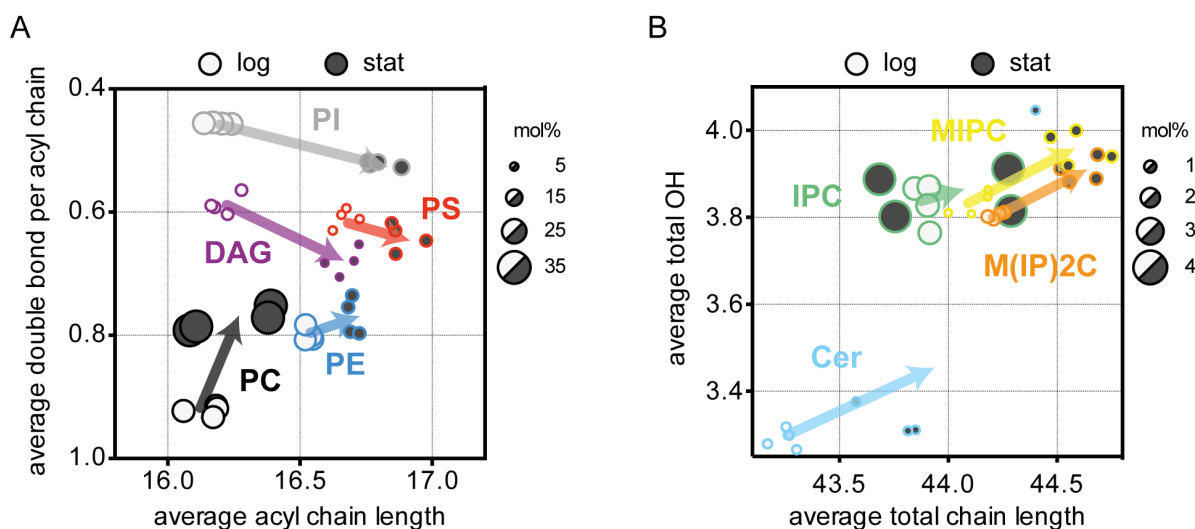 A
log
stat
average double bond per acyl chain
0.4
0.6
0.8
1.0
PI
PS
DAG
PE
PC
16.0
16.5
17.0
average acyl chain length
mol%
5
15
25
35
B
log
stat
average total OH
4.0
3.8
3.6
3.4
MIPC
IPC
M(IP)2C
Cer
43.5
44.0
44.5
average total chain length
mol%
1
2
3
4